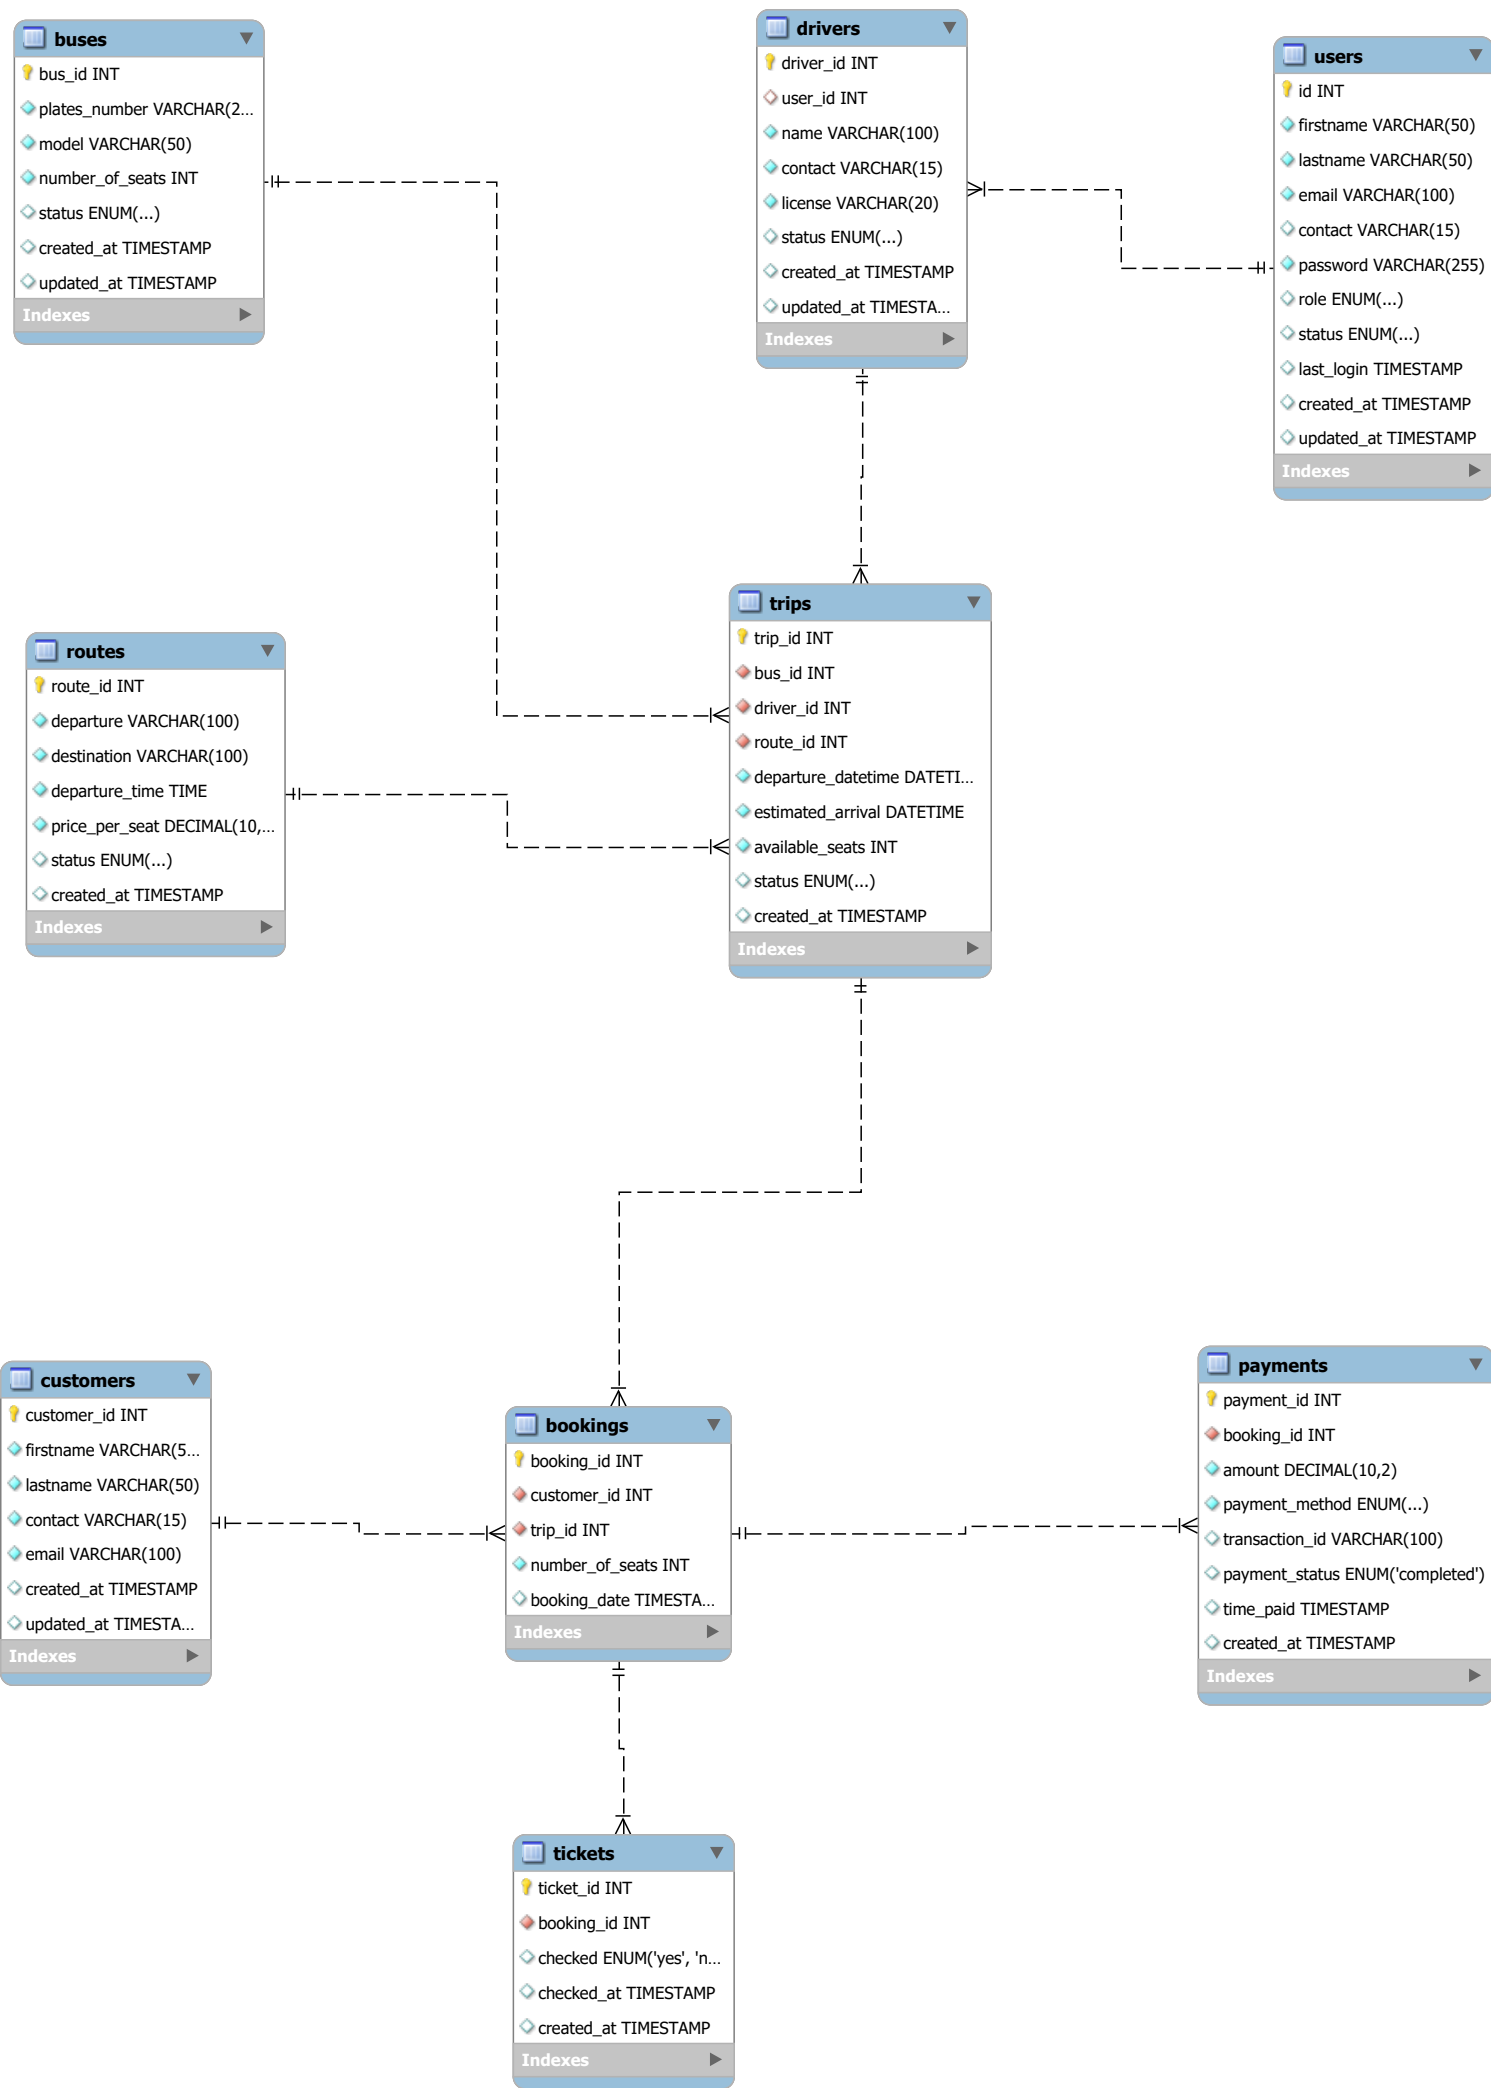 buses
bus_id INT
plates_number VARCHAR(2...
model VARCHAR(50)
number_of_seats INT
status ENUM(...)
created_at TIMESTAMP
updated_at TIMESTAMP
Indexes
drivers
driver_id INT
user_id INT
name VARCHAR(100)
contact VARCHAR(15)
license VARCHAR(20)
status ENUM(...)
created_at TIMESTAMP
updated_at TIMESTA...
Indexes
users
id INT
firstname VARCHAR(50)
lastname VARCHAR(50)
email VARCHAR(100)
contact VARCHAR(15)
password VARCHAR(255)
role ENUM(...)
status ENUM(...)
last_login TIMESTAMP
created_at TIMESTAMP
updated_at TIMESTAMP
Indexes
routes
route_id INT
departure VARCHAR(100)
destination VARCHAR(100)
departure_time TIME
price_per_seat DECIMAL(10,...
status ENUM(...)
created_at TIMESTAMP
Indexes
trips
trip_id INT
bus_id INT
driver_id INT
route_id INT
departure_datetime DATETI...
estimated_arrival DATETIME
available_seats INT
status ENUM(...)
created_at TIMESTAMP
Indexes
customers
customer_id INT
firstname VARCHAR(5...
lastname VARCHAR(50)
contact VARCHAR(15)
email VARCHAR(100)
created_at TIMESTAMP
updated_at TIMESTA...
Indexes
bookings
booking_id INT
customer_id INT
trip_id INT
number_of_seats INT
booking_date TIMESTA...
Indexes
payments
payment_id INT
booking_id INT
amount DECIMAL(10,2)
payment_method ENUM(...)
transaction_id VARCHAR(100)
payment_status ENUM('completed')
time_paid TIMESTAMP
created_at TIMESTAMP
Indexes
tickets
ticket_id INT
booking_id INT
checked ENUM('yes', 'n...
checked_at TIMESTAMP
created_at TIMESTAMP
Indexes